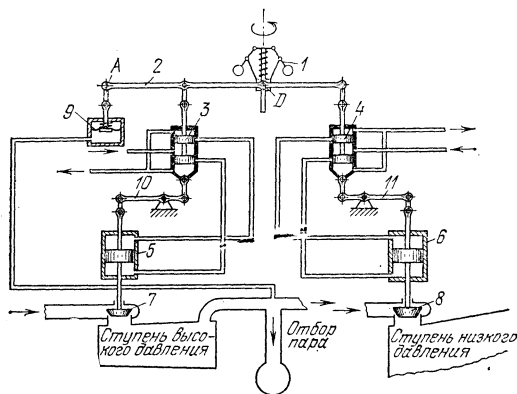 1
A
2
D
3
4
9
10
11
5
6
7
8
Ступень высо-
кого давления
Отбор
пара
Ступень низкого
давления